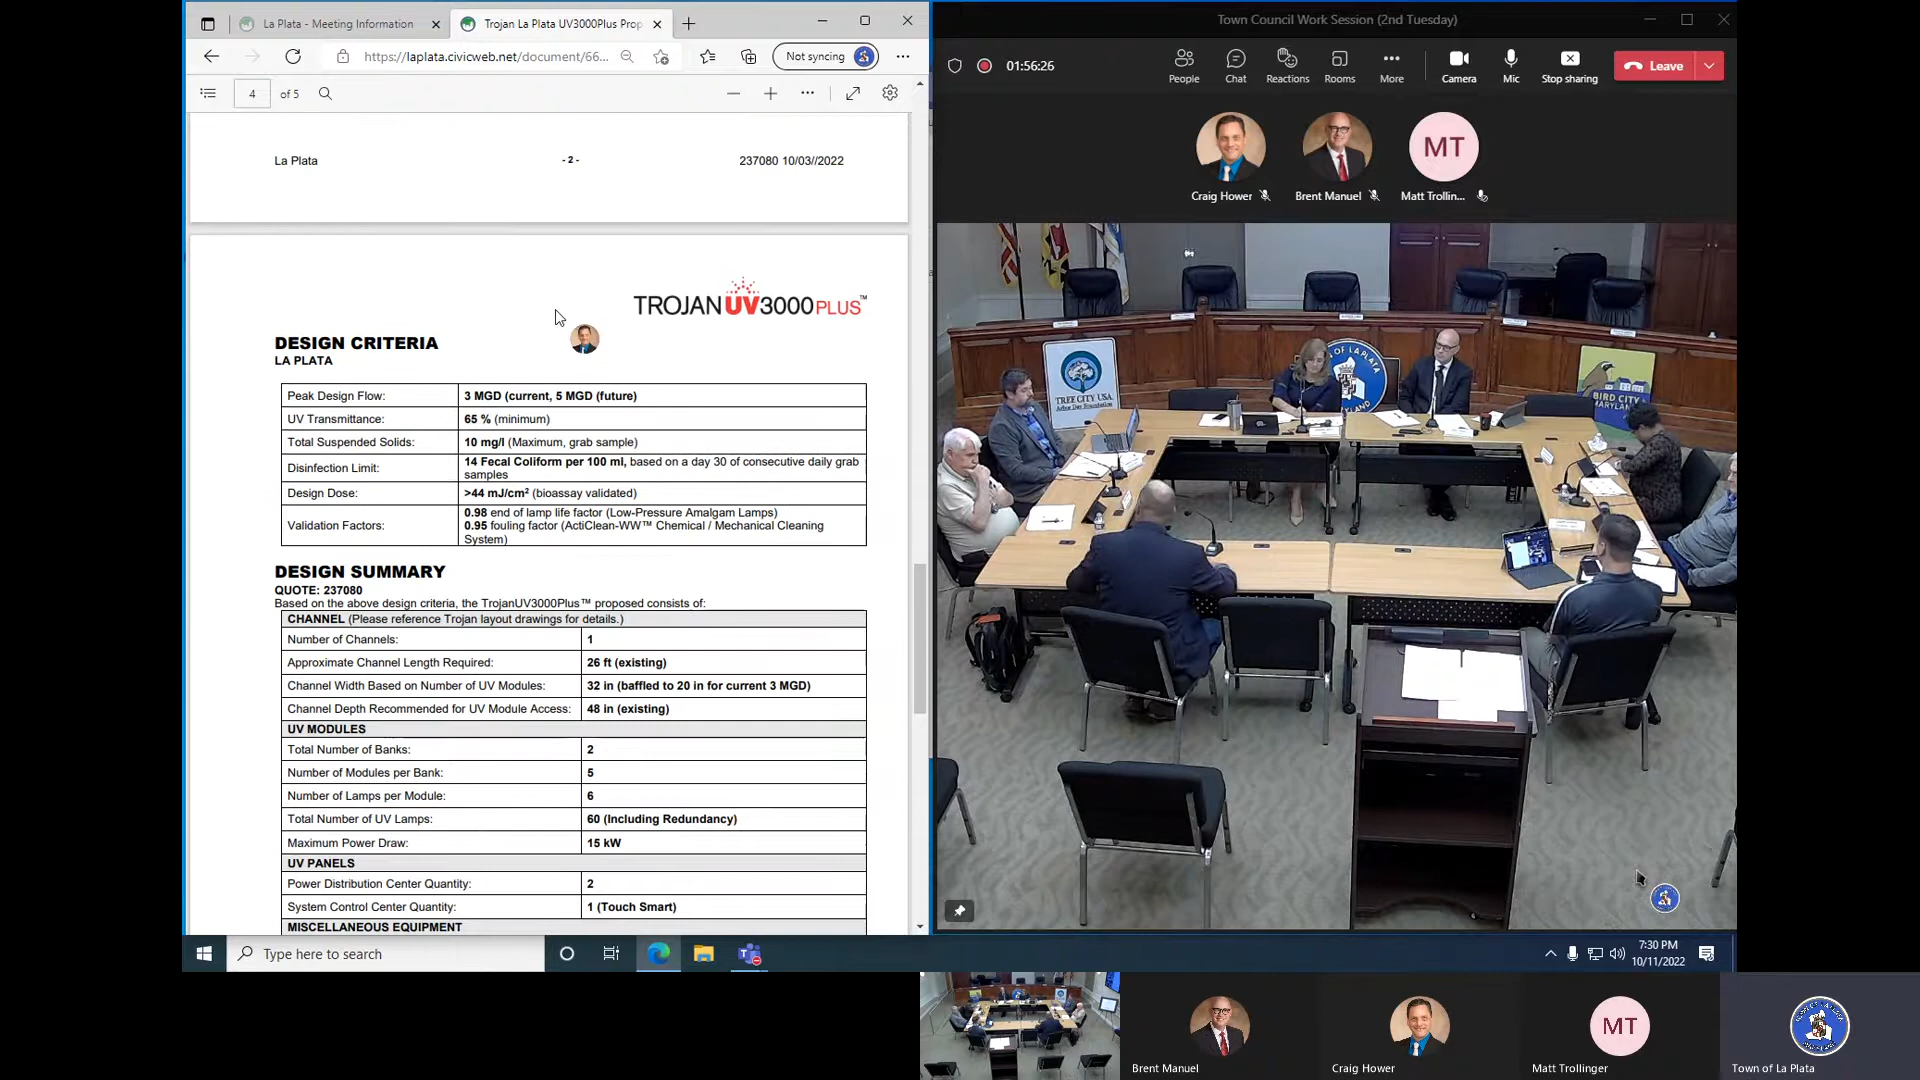 La Plata - Meeting Information
Trojan La Plata UV3000Plus Prop
https://laplata.civicweb.net/document/66...
Not syncing
4 of 5
La Plata
- 2 -
237080 10/03//2022
TROJANUV3000PLUS™
DESIGN CRITERIA
LA PLATA
Peak Design Flow: 3 MGD (current, 5 MGD (future)
UV Transmittance: 65 % (minimum)
Total Suspended Solids: 10 mg/l (Maximum, grab sample)
Disinfection Limit: 14 Fecal Coliform per 100 ml, based on a day 30 of consecutive daily grab
samples
Design Dose: >44 mJ/cm² (bioassay validated)
Validation Factors: 0.98 end of lamp life factor (Low-Pressure Amalgam Lamps)
0.95 fouling factor (ActiClean-WW™ Chemical / Mechanical Cleaning
System)
DESIGN SUMMARY
QUOTE: 237080
Based on the above design criteria, the TrojanUV3000Plus™ proposed consists of:
CHANNEL (Please reference Trojan layout drawings for details.)
Number of Channels: 1
Approximate Channel Length Required: 26 ft (existing)
Channel Width Based on Number of UV Modules: 32 in (baffled to 20 in for current 3 MGD)
Channel Depth Recommended for UV Module Access: 48 in (existing)
UV MODULES
Total Number of Banks: 2
Number of Modules per Bank: 5
Number of Lamps per Module: 6
Total Number of UV Lamps: 60 (Including Redundancy)
Maximum Power Draw: 15 kW
UV PANELS
Power Distribution Center Quantity: 2
System Control Center Quantity: 1 (Touch Smart)
MISCELLANEOUS EQUIPMENT
Type here to search
Town Council Work Session (2nd Tuesday)
01:56:26
People
Chat
Reactions
Rooms
More
Camera
Mic
Stop sharing
Leave
MT
Craig Hower
Brent Manuel
Matt Trollin...
TREE CITY USA
Arbor Day Foundation
OF LA PLATA
BIRD CITY
MARYLAND
7:30 PM
10/11/2022
MT
Brent Manuel
Craig Hower
Matt Trollinger
Town of La Plata